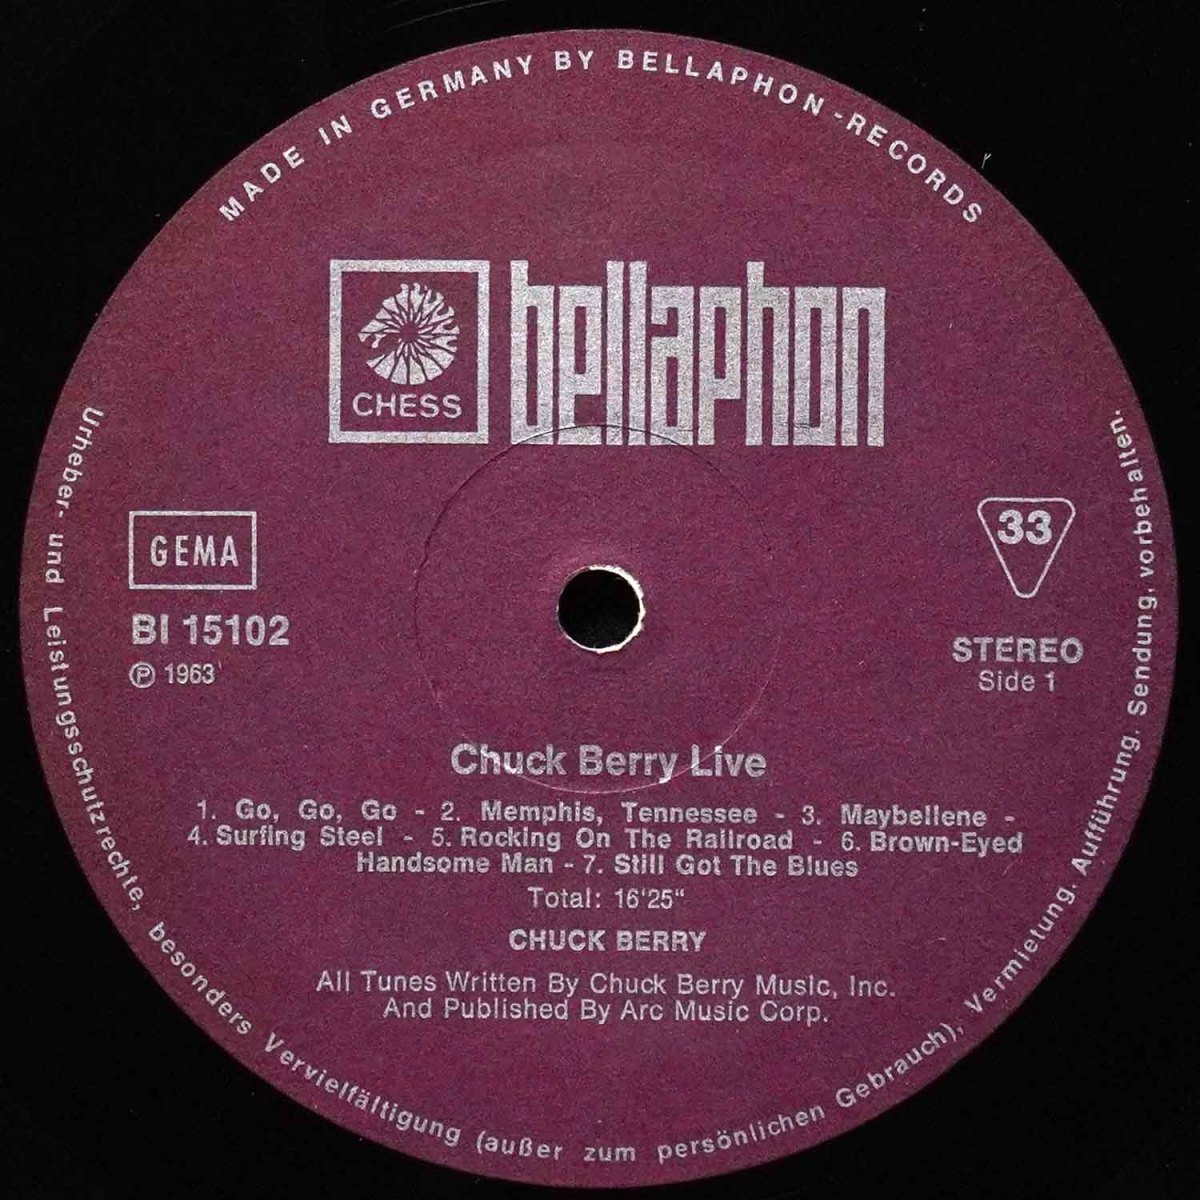 MADE IN GERMANY BY BELLAPHON-RECORDS
CHESS
bellaphon
GEMA
BI 15102
℗ 1963
33
STEREO
Side 1
Chuck Berry Live
1. Go, Go, Go - 2. Memphis, Tennessee - 3. Maybellene -
4. Surfing Steel - 5. Rocking On The Railroad - 6. Brown-Eyed
Handsome Man - 7. Still Got The Blues
Total: 16'25"
CHUCK BERRY
All Tunes Written By Chuck Berry Music, Inc.
And Published By Arc Music Corp.
Urheber- und Leistungsschutzrechte, besonders Vervielfältigung (außer zum persönlichen Gebrauch), Vermietung. Aufführung. Sendung, vorbehalten.